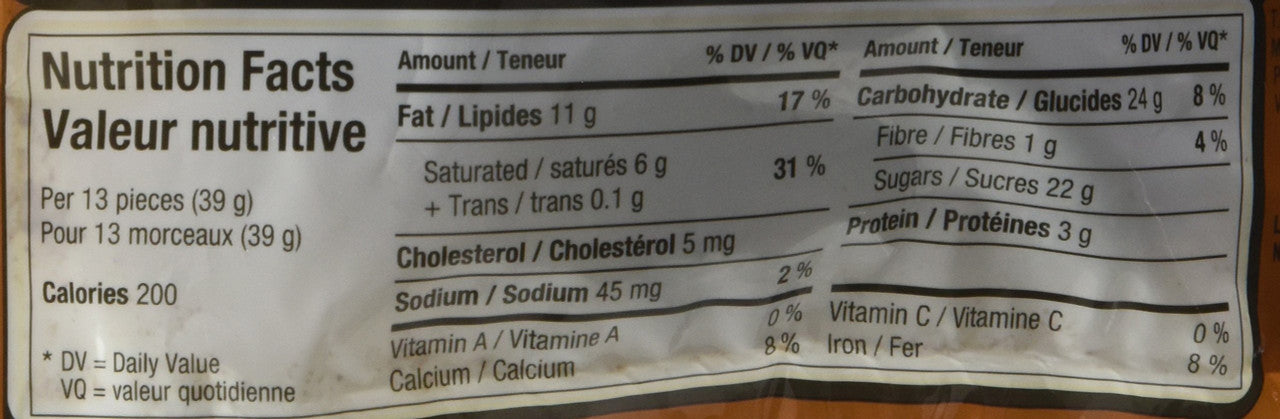 Nutrition Facts
Valeur nutritive
Per 13 pieces (39 g)
Pour 13 morceaux (39 g)
Calories 200
* DV = Daily Value
VQ = valeur quotidienne
Amount / Teneur % DV / % VQ*
Fat / Lipides 11 g 17 %
Saturated / saturés 6 g
+ Trans / trans 0.1 g 31 %
Cholesterol / Cholestérol 5 mg
Sodium / Sodium 45 mg 2 %
Vitamin A / Vitamine A 0 %
Calcium / Calcium 8 %
Amount / Teneur % DV / % VQ*
Carbohydrate / Glucides 24 g 8 %
Fibre / Fibres 1 g 4 %
Sugars / Sucres 22 g
Protein / Protéines 3 g
Vitamin C / Vitamine C 0 %
Iron / Fer 8 %